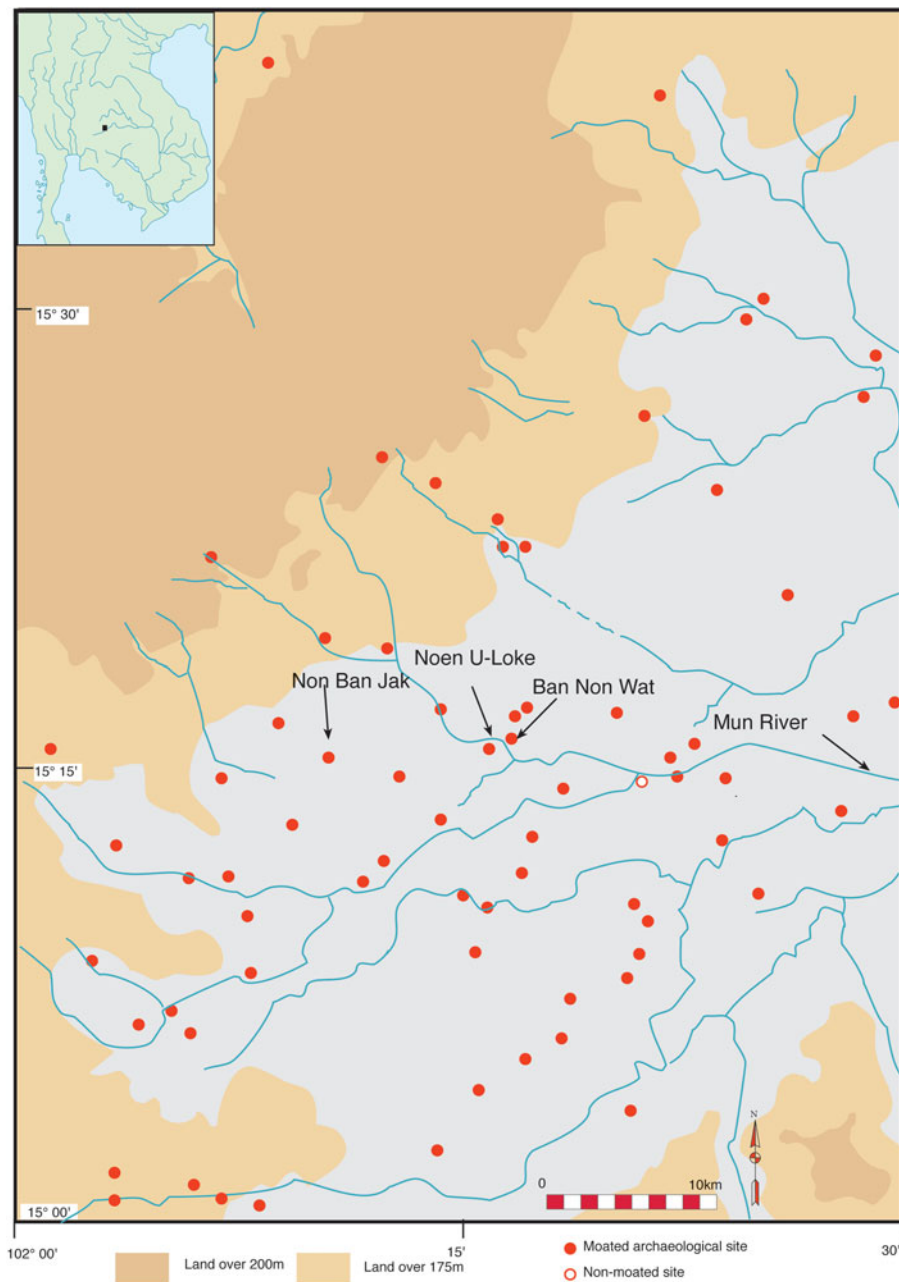 15° 30'
Noen U-Loke
Non Ban Jak
Ban Non Wat
Mun River
15° 15'
N
0
10km
15° 00'
102° 00'
15'
30'
Land over 200m
Land over 175m
Moated archaeological site
Non-moated site